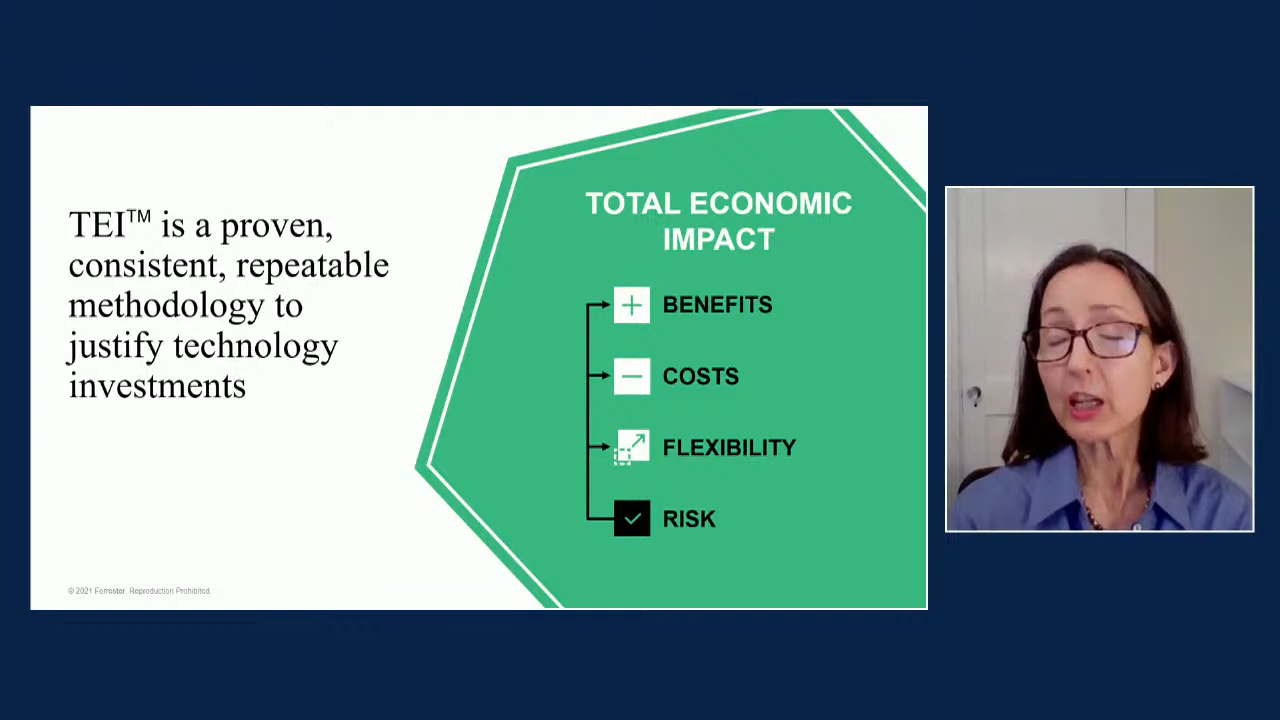 TEI™ is a proven,
consistent, repeatable
methodology to
justify technology
investments
TOTAL ECONOMIC
IMPACT
BENEFITS
COSTS
FLEXIBILITY
RISK
© 2021 Forrester. Reproduction Prohibited.